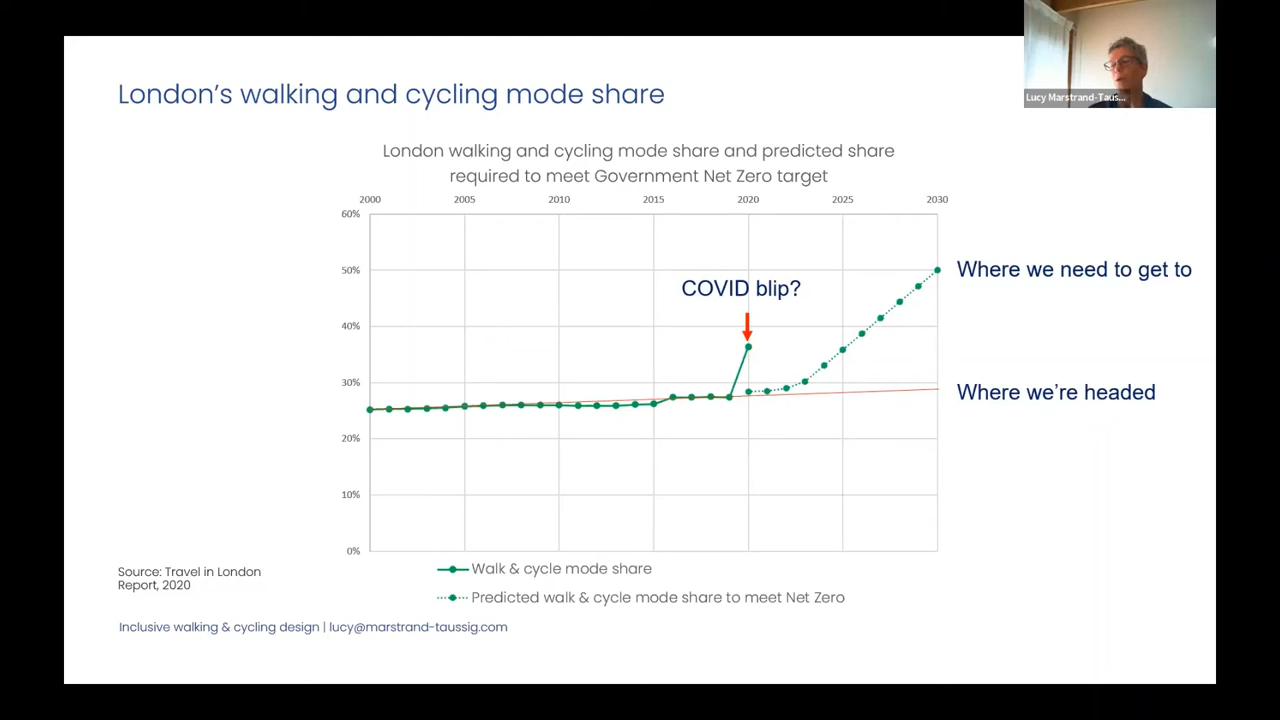 Lucy Marstrand-Taus...
London's walking and cycling mode share
London walking and cycling mode share and predicted share
required to meet Government Net Zero target
2000 2005 2010 2015 2020 2025 2030
60%
50%
40%
30%
20%
10%
0%
COVID blip?
Where we need to get to
Where we're headed
Walk & cycle mode share
Predicted walk & cycle mode share to meet Net Zero
Source: Travel in London
Report, 2020
Inclusive walking & cycling design | lucy@marstrand-taussig.com